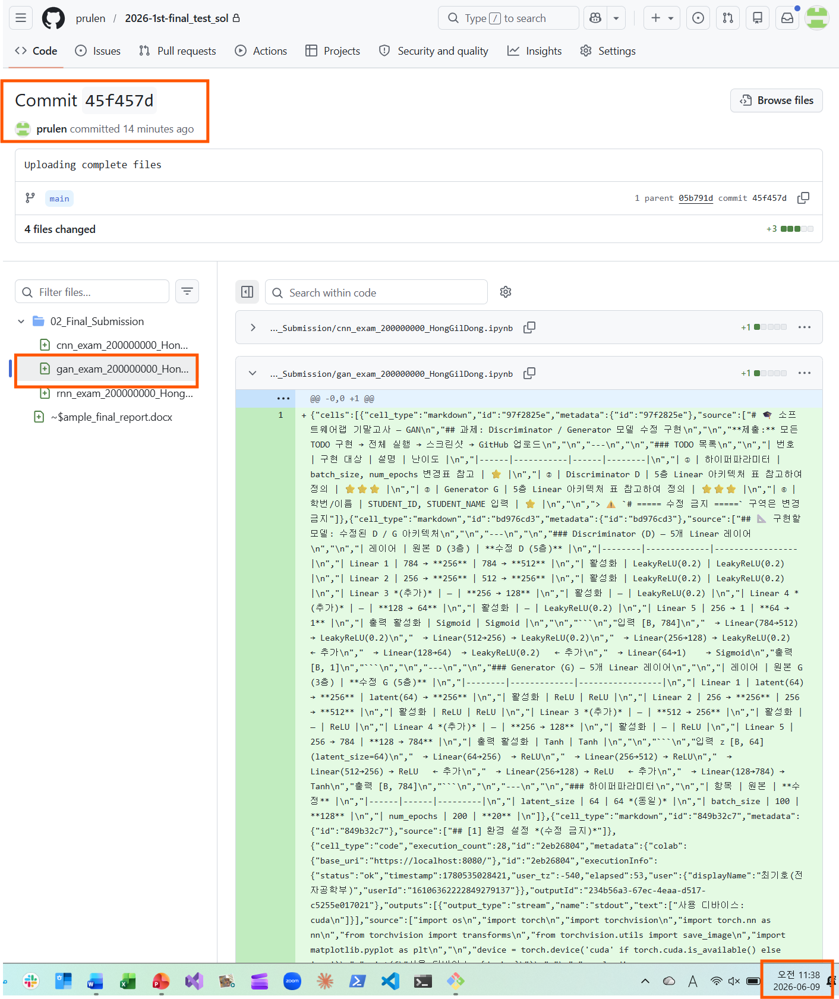 prulen / 2026-1st-final_test_sol
Type / to search
Code
Issues
Pull requests
Actions
Projects
Security and quality
Insights
Settings
Commit 45f457d
Browse files
prulen committed 14 minutes ago
Uploading complete files
main
1 parent 05b791d commit 45f457d
4 files changed
+3
Filter files...
Search within code
02_Final_Submission
cnn_exam_200000000_Hon...
gan_exam_200000000_Hon...
rnn_exam_200000000_Hong...
~$ample_final_report.docx
..._Submission/cnn_exam_200000000_HongGilDong.ipynb
+1
..._Submission/gan_exam_200000000_HongGilDong.ipynb
+1
@@ -0,0 +1 @@
1 + {"cells":[{"cell_type":"markdown","id":"97f2825e","metadata":{"id":"97f2825e"},"source":["# 🎓 소프
트웨어랩 기말고사 — GAN\n","## 과제: Discriminator / Generator 모델 수정 구현\n","\n","**제출:** 모든
TODO 구현 → 전체 실행 → 스크린샷 → GitHub 업로드\n","\n","---\n","\n","### TODO 목록\n","\n","| 번호
| 구현 대상 | 설명 | 난이도 |\n","|------|-----------|------|--------|\n","| ① | 하이퍼파라미터 |
batch_size, num_epochs 변경표 참고 | ⭐ |\n","| ② | Discriminator D | 5층 Linear 아키텍처 표 참고하여
정의 | ⭐⭐⭐ |\n","| ③ | Generator G | 5층 Linear 아키텍처 표 참고하여 정의 | ⭐⭐⭐ |\n","| ④ |
학번/이름 | STUDENT_ID, STUDENT_NAME 입력 | ⭐ |\n","\n","> ⚠️ `# ===== 수정 금지 =====` 구역은 변경
금지"]},{"cell_type":"markdown","id":"bd976cd3","metadata":{"id":"bd976cd3"},"source":["## 📐 구현할
모델: 수정된 D / G 아키텍처\n","\n","---\n","\n","### Discriminator (D) — 5개 Linear 레이어
\n","\n","| 레이어 | 원본 D (3층) | **수정 D (5층)** |\n","|--------|-------------|-----------------
|\n","| Linear 1 | 784 → **256** | 784 → **512** |\n","| 활성화 | LeakyReLU(0.2) | LeakyReLU(0.2)
|\n","| Linear 2 | 256 → **256** | 512 → **256** |\n","| 활성화 | LeakyReLU(0.2) | LeakyReLU(0.2)
|\n","| Linear 3 *(추가)* | — | **256 → 128** |\n","| 활성화 | — | LeakyReLU(0.2) |\n","| Linear 4 *
(추가)* | — | **128 → 64** |\n","| 활성화 | — | LeakyReLU(0.2) |\n","| Linear 5 | 256 → 1 | **64 →
1** |\n","| 출력 활성화 | Sigmoid | Sigmoid |\n","\n","```\n","입력 [B, 784]\n","  → Linear(784→512)
→ LeakyReLU(0.2)\n","  → Linear(512→256) → LeakyReLU(0.2)\n","  → Linear(256→128) → LeakyReLU(0.2)
← 추가\n","  → Linear(128→64)  → LeakyReLU(0.2)   ← 추가\n","  → Linear(64→1)    → Sigmoid\n","출력
[B, 1]\n","```\n","\n","---\n","\n","### Generator (G) — 5개 Linear 레이어\n","\n","| 레이어 | 원본 G
(3층) | **수정 G (5층)** |\n","|--------|-------------|-----------------|\n","| Linear 1 | latent(64)
→ **256** | latent(64) → **256** |\n","| 활성화 | ReLU | ReLU |\n","| Linear 2 | 256 → **256** | 256
→ **512** |\n","| 활성화 | ReLU | ReLU |\n","| Linear 3 *(추가)* | — | **512 → 256** |\n","| 활성화 |
— | ReLU |\n","| Linear 4 *(추가)* | — | **256 → 128** |\n","| 활성화 | — | ReLU |\n","| Linear 5 |
256 → 784 | **128 → 784** |\n","| 출력 활성화 | Tanh | Tanh |\n","\n","```\n","입력 z [B, 64]
(latent_size=64)\n","  → Linear(64→256)  → ReLU\n","  → Linear(256→512) → ReLU\n","  →
Linear(512→256) → ReLU   ← 추가\n","  → Linear(256→128) → ReLU   ← 추가\n","  → Linear(128→784) →
Tanh\n","출력 [B, 784]\n","```\n","\n","---\n","\n","### 하이퍼파라미터\n","\n","| 항목 | 원본 | **수
정** |\n","|------|------|---------|\n","| latent_size | 64 | 64 *(동일)* |\n","| batch_size | 100 |
**128** |\n","| num_epochs | 200 | **20** |\n"]},{"cell_type":"markdown","id":"849b32c7","metadata":
{"id":"849b32c7"},"source":["## [1] 환경 설정 *(수정 금지)*"]},
{"cell_type":"code","execution_count":28,"id":"2eb26804","metadata":{"colab":
{"base_uri":"https://localhost:8080/"},"id":"2eb26804","executionInfo":
{"status":"ok","timestamp":1780535028421,"user_tz":-540,"elapsed":53,"user":{"displayName":"최기호(전
자공학부)","userId":"16106362222849279137"}},"outputId":"234b56a3-67ec-4eaa-d517-
c5255e017021"},"outputs":[{"output_type":"stream","name":"stdout","text":["사용 디바이스:
cuda\n"]}],"source":["import os\n","import torch\n","import torchvision\n","import torch.nn as
nn\n","from torchvision import transforms\n","from torchvision.utils import save_image\n","import
matplotlib.pyplot as plt\n","\n","device = torch.device('cuda' if torch.cuda.is_available() else
zoom
A
오전 11:38
2026-06-09